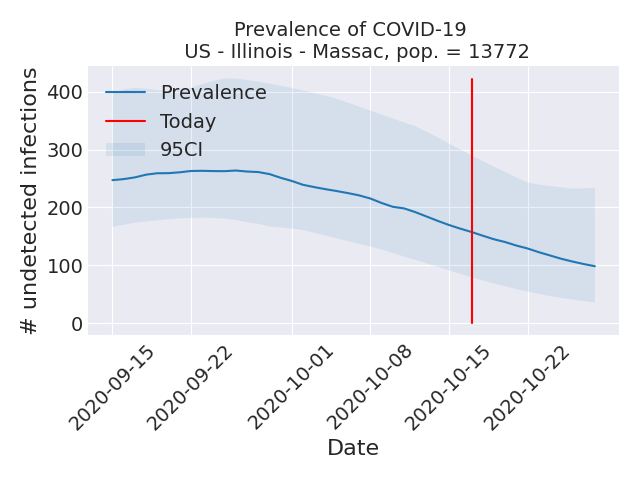 Prevalence of COVID-19
US - Illinois - Massac, pop. = 13772
# undetected infections
400
300
200
100
0
Prevalence
Today
95CI
2020-09-15
2020-09-22
2020-10-01
2020-10-08
2020-10-15
2020-10-22
Date